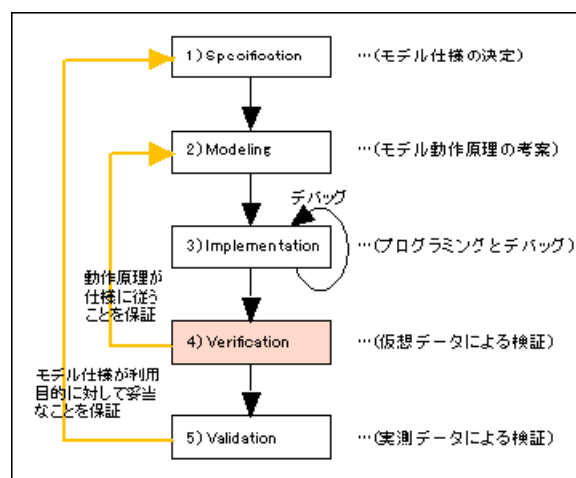 1)Specification …(モデル仕様の決定)
2)Modeling …(モデル動作原理の考案)
デバッグ
3)Implementation …(プログラミングとデバッグ)
動作原理が
仕様に従う
ことを保証
4)Verification …(仮想データによる検証)
モデル仕様が利用
目的に対して妥当
なことを保証
5)Validation …(実測データによる検証)